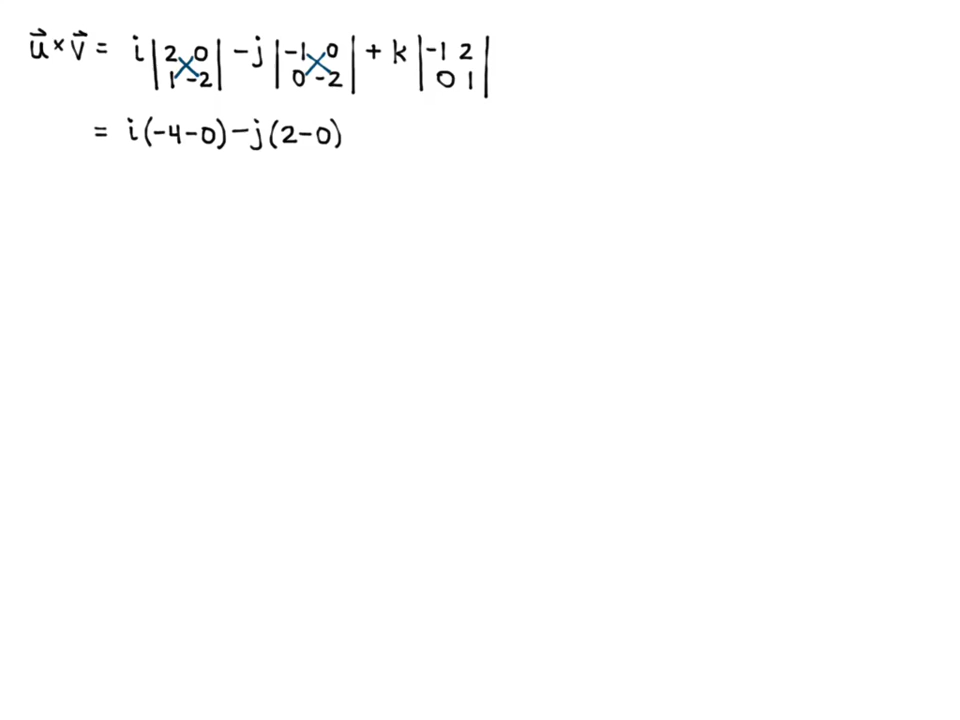 u⃗ × v⃗ = i |2 0; 1 -2| - j |-1 0; 0 -2| + k |-1 2; 0 1|
= i(-4-0) - j(2-0)